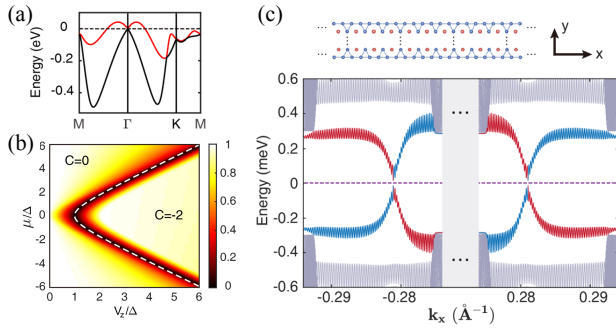 (a)
Energy (eV)
0
-0.2
-0.4
M
Γ
K
M
(b)
C=0
C=-2
μ/Δ
6
4
2
0
-2
-4
-6
0
1
2
3
4
5
6
V_z/Δ
1
0.8
0.6
0.4
0.2
0
(c)
y
x
...
...
...
...
Energy (meV)
0.6
0.4
0.2
0
-0.2
-0.4
-0.6
...
...
-0.29
-0.28
0.28
0.29
k_x (Å⁻¹)